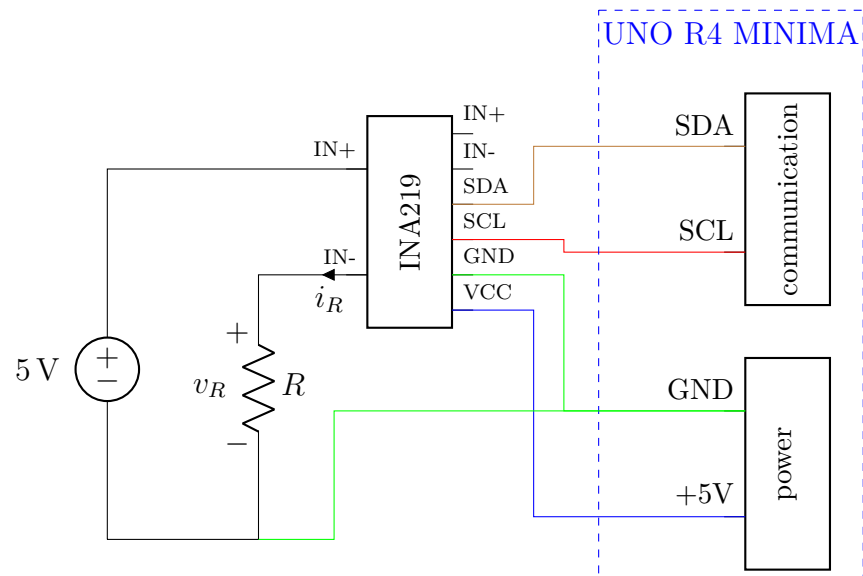 UNO R4 MINIMA
IN+
IN-
INA219
IN+
IN-
SDA
SCL
GND
VCC
SDA
SCL
communication
GND
+5V
power
5 V
+
−
i_R
+
v_R
R
−